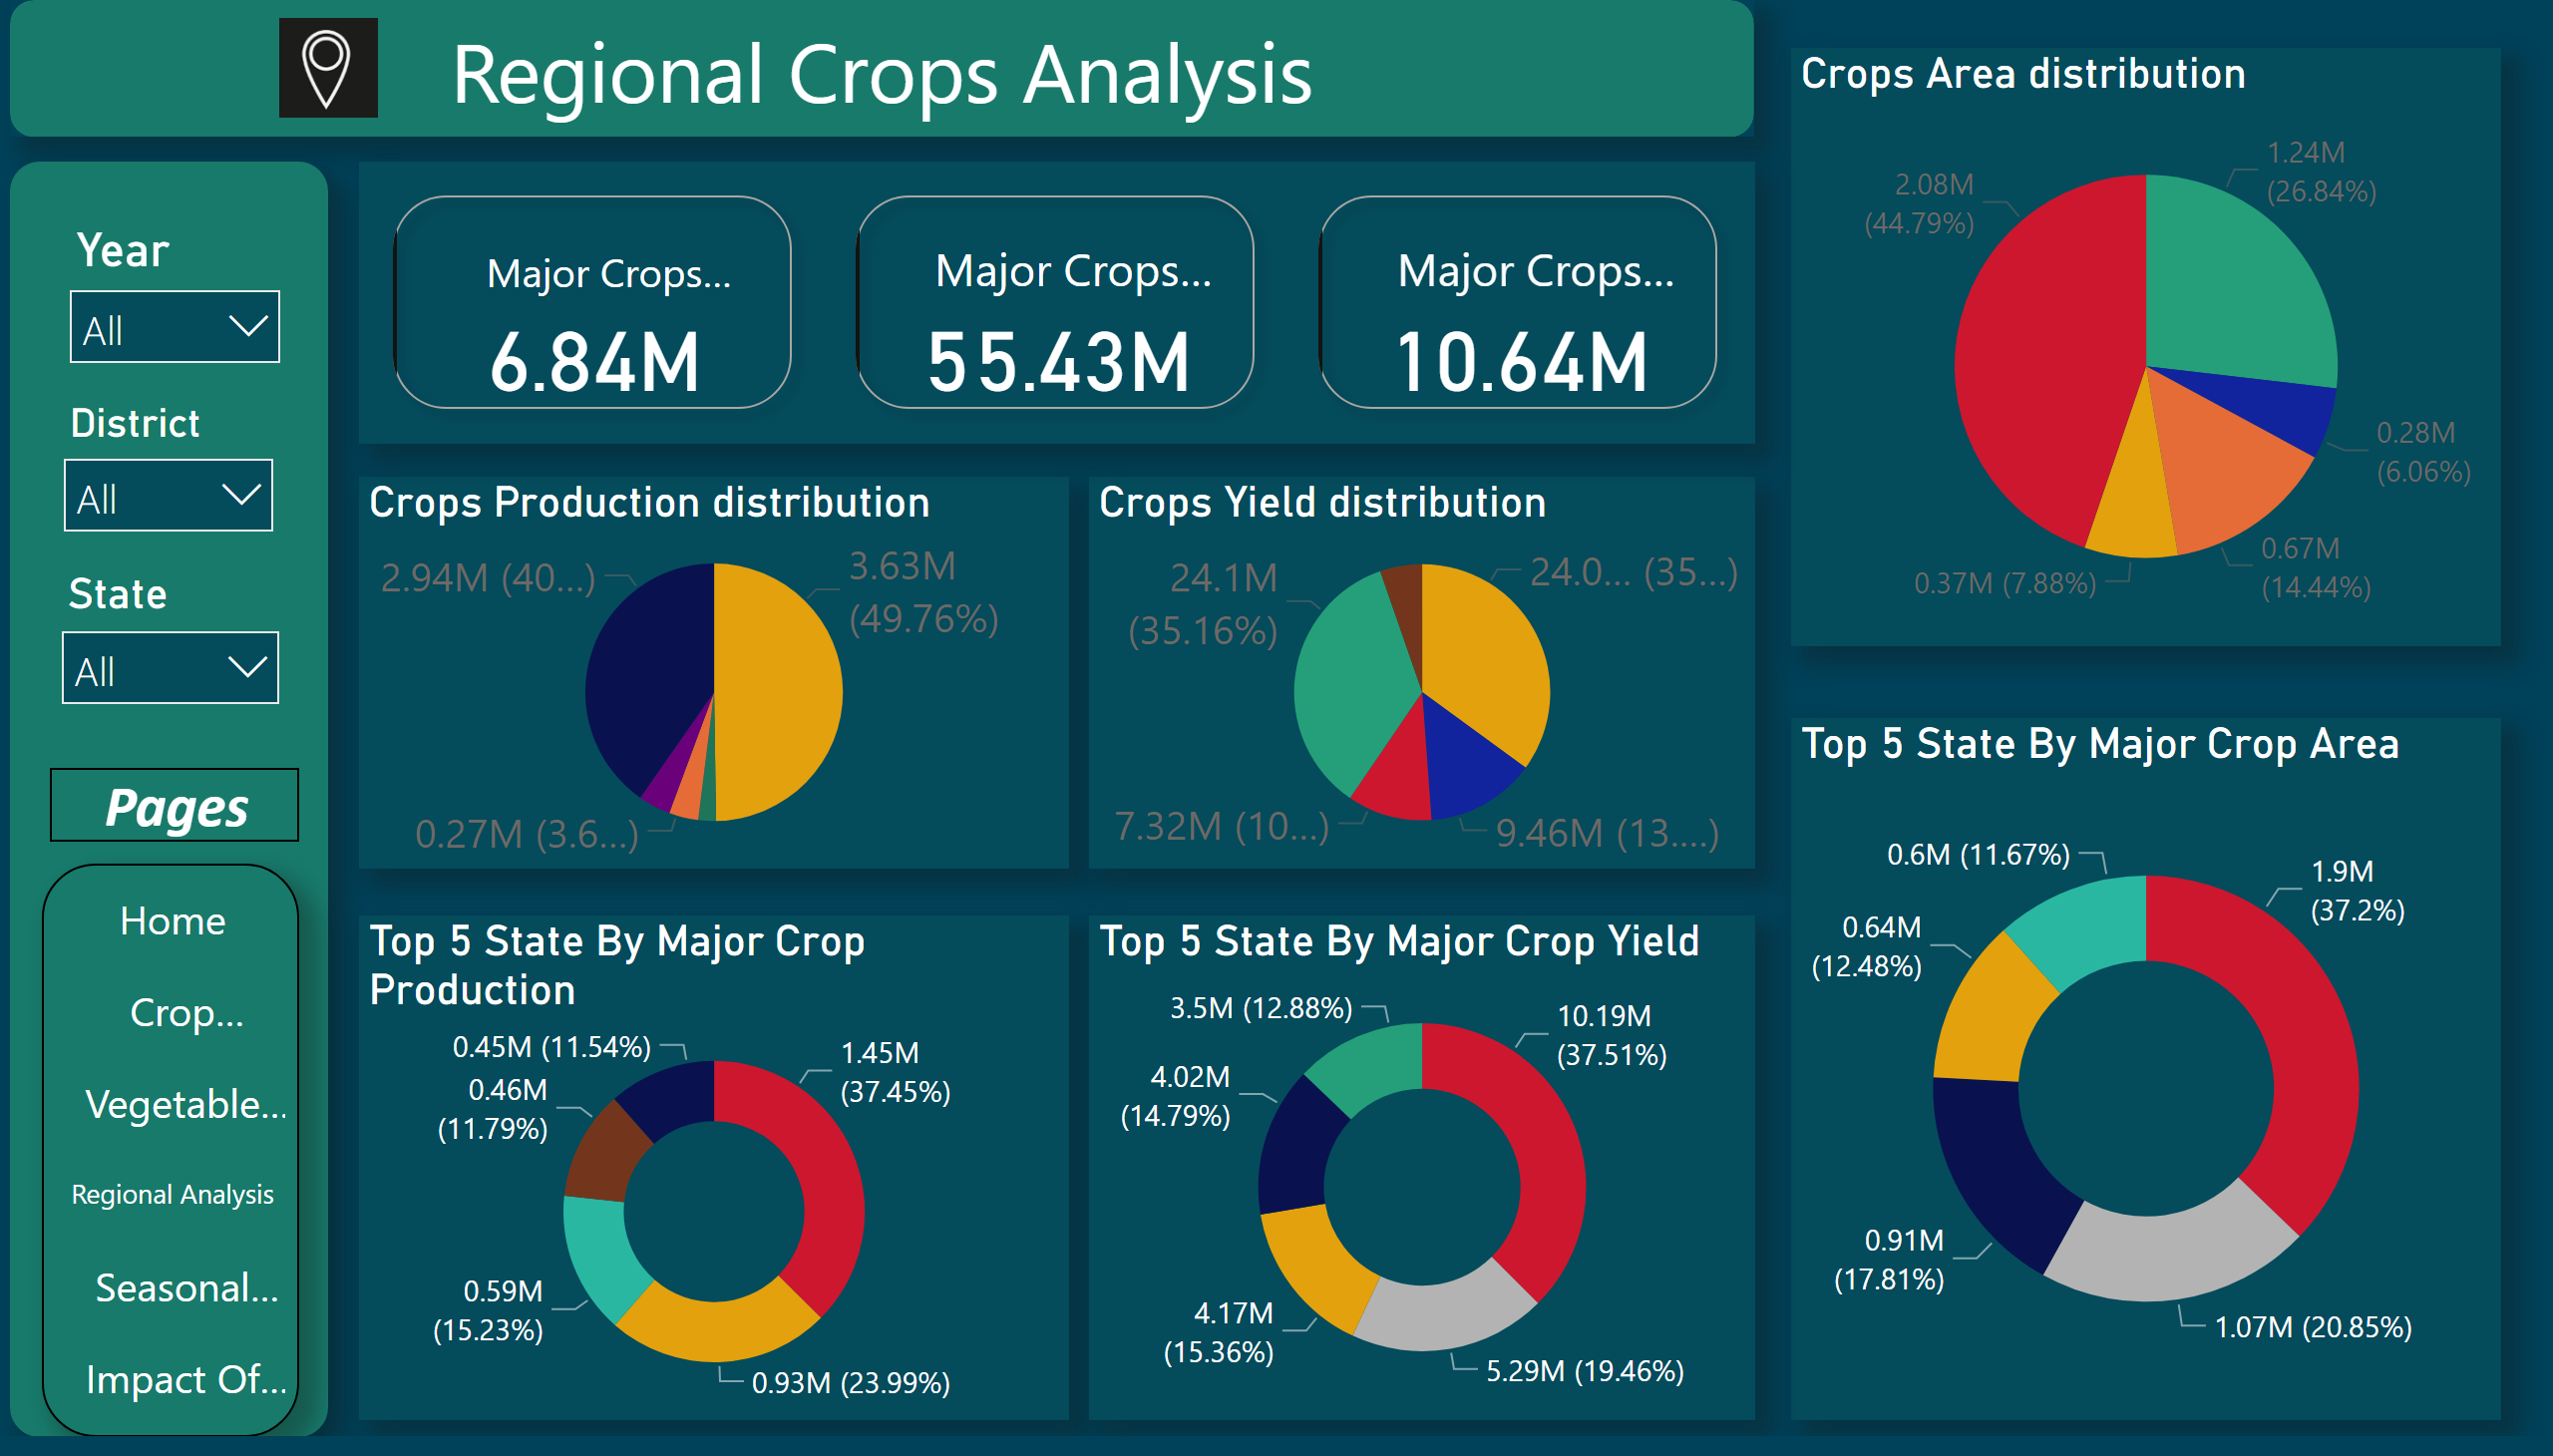 Regional Crops Analysis
Year
All
District
All
State
All
Pages
Home
Crop...
Vegetable...
Regional Analysis
Seasonal...
Impact Of...
Major Crops...
6.84M
Major Crops...
55.43M
Major Crops...
10.64M
Crops Production distribution
2.94M (40...)
3.63M
(49.76%)
0.27M (3.6...)
Crops Yield distribution
24.1M
(35.16%)
24.0... (35...)
7.32M (10...)
9.46M (13....)
Crops Area distribution
2.08M
(44.79%)
1.24M
(26.84%)
0.28M
(6.06%)
0.37M (7.88%)
0.67M
(14.44%)
Top 5 State By Major Crop
Production
0.45M (11.54%)
1.45M
(37.45%)
0.46M
(11.79%)
0.59M
(15.23%)
0.93M (23.99%)
Top 5 State By Major Crop Yield
3.5M (12.88%)
10.19M
(37.51%)
4.02M
(14.79%)
4.17M
(15.36%)
5.29M (19.46%)
Top 5 State By Major Crop Area
0.6M (11.67%)
1.9M
(37.2%)
0.64M
(12.48%)
0.91M
(17.81%)
1.07M (20.85%)